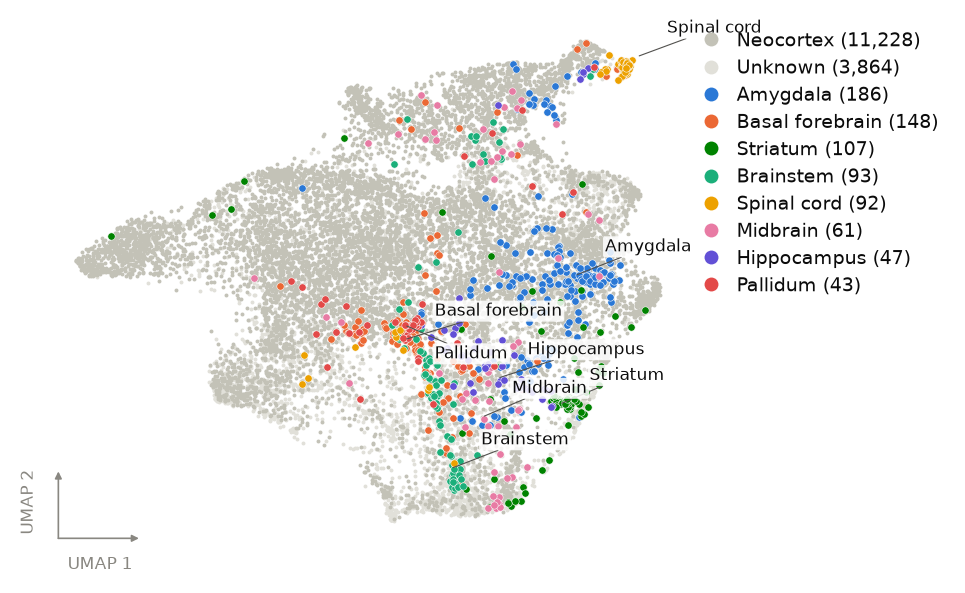 Spinal cord
Neocortex (11,228)
Unknown (3,864)
Amygdala (186)
Basal forebrain (148)
Striatum (107)
Brainstem (93)
Spinal cord (92)
Midbrain (61)
Hippocampus (47)
Pallidum (43)
Amygdala
Basal forebrain
Pallidum
Hippocampus
Striatum
Midbrain
Brainstem
UMAP 2
UMAP 1